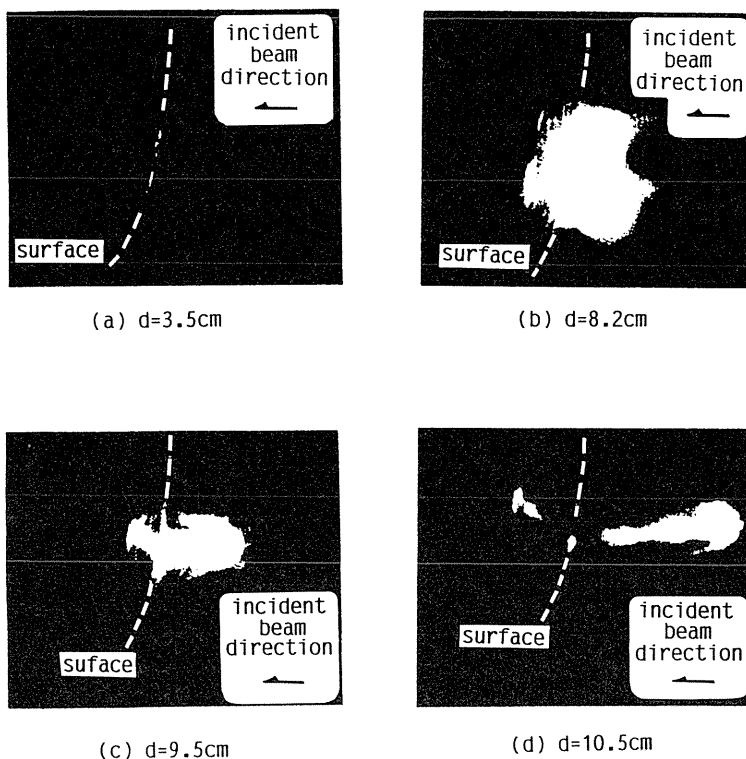 incident
beam
direction
surface
(a) d=3.5cm
incident
beam
direction
surface
(b) d=8.2cm
suface
incident
beam
direction
(c) d=9.5cm
surface
incident
beam
direction
(d) d=10.5cm